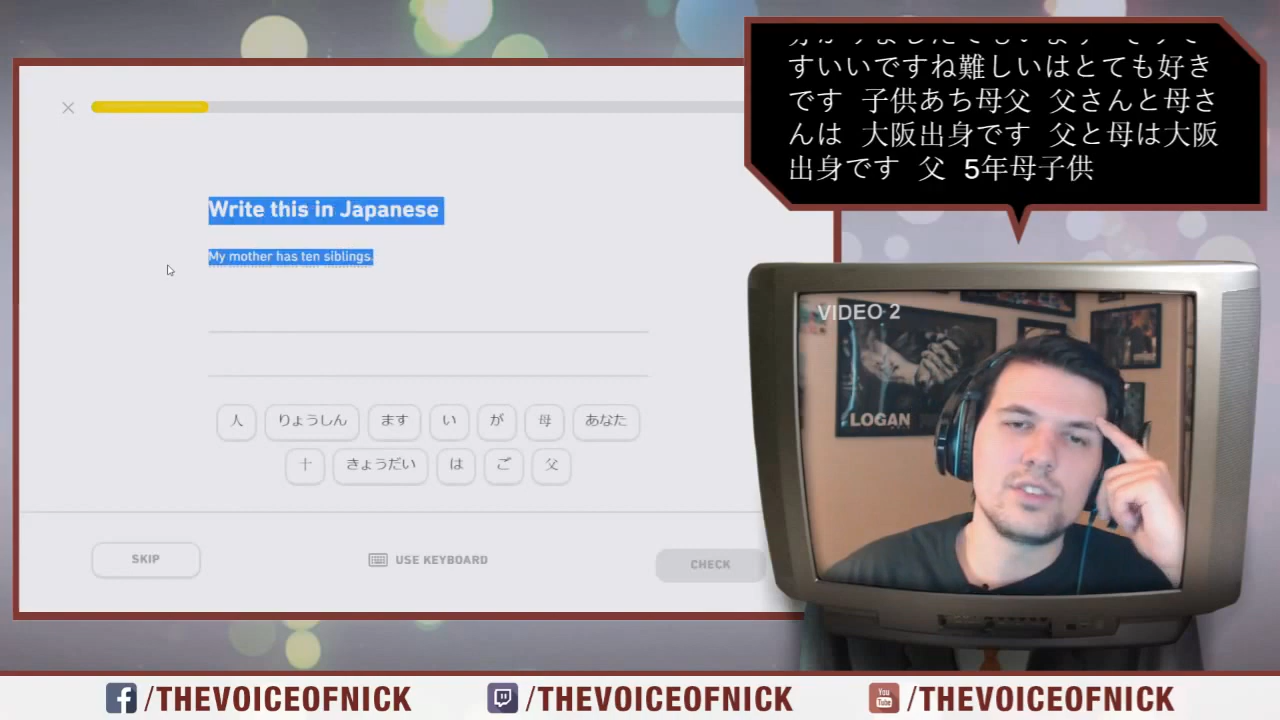 すいいですね難しいはとても好き
です 子供あち母父 父さんと母さ
んは 大阪出身です 父と母は大阪
出身です 父 5年母子供
Write this in Japanese
My mother has ten siblings.
人 りょうしん ます い が 母 あなた
十 きょうだい は ご 父
SKIP
USE KEYBOARD
CHECK
VIDEO 2
LOGAN
/THEVOICEOFNICK
/THEVOICEOFNICK
You Tube
/THEVOICEOFNICK